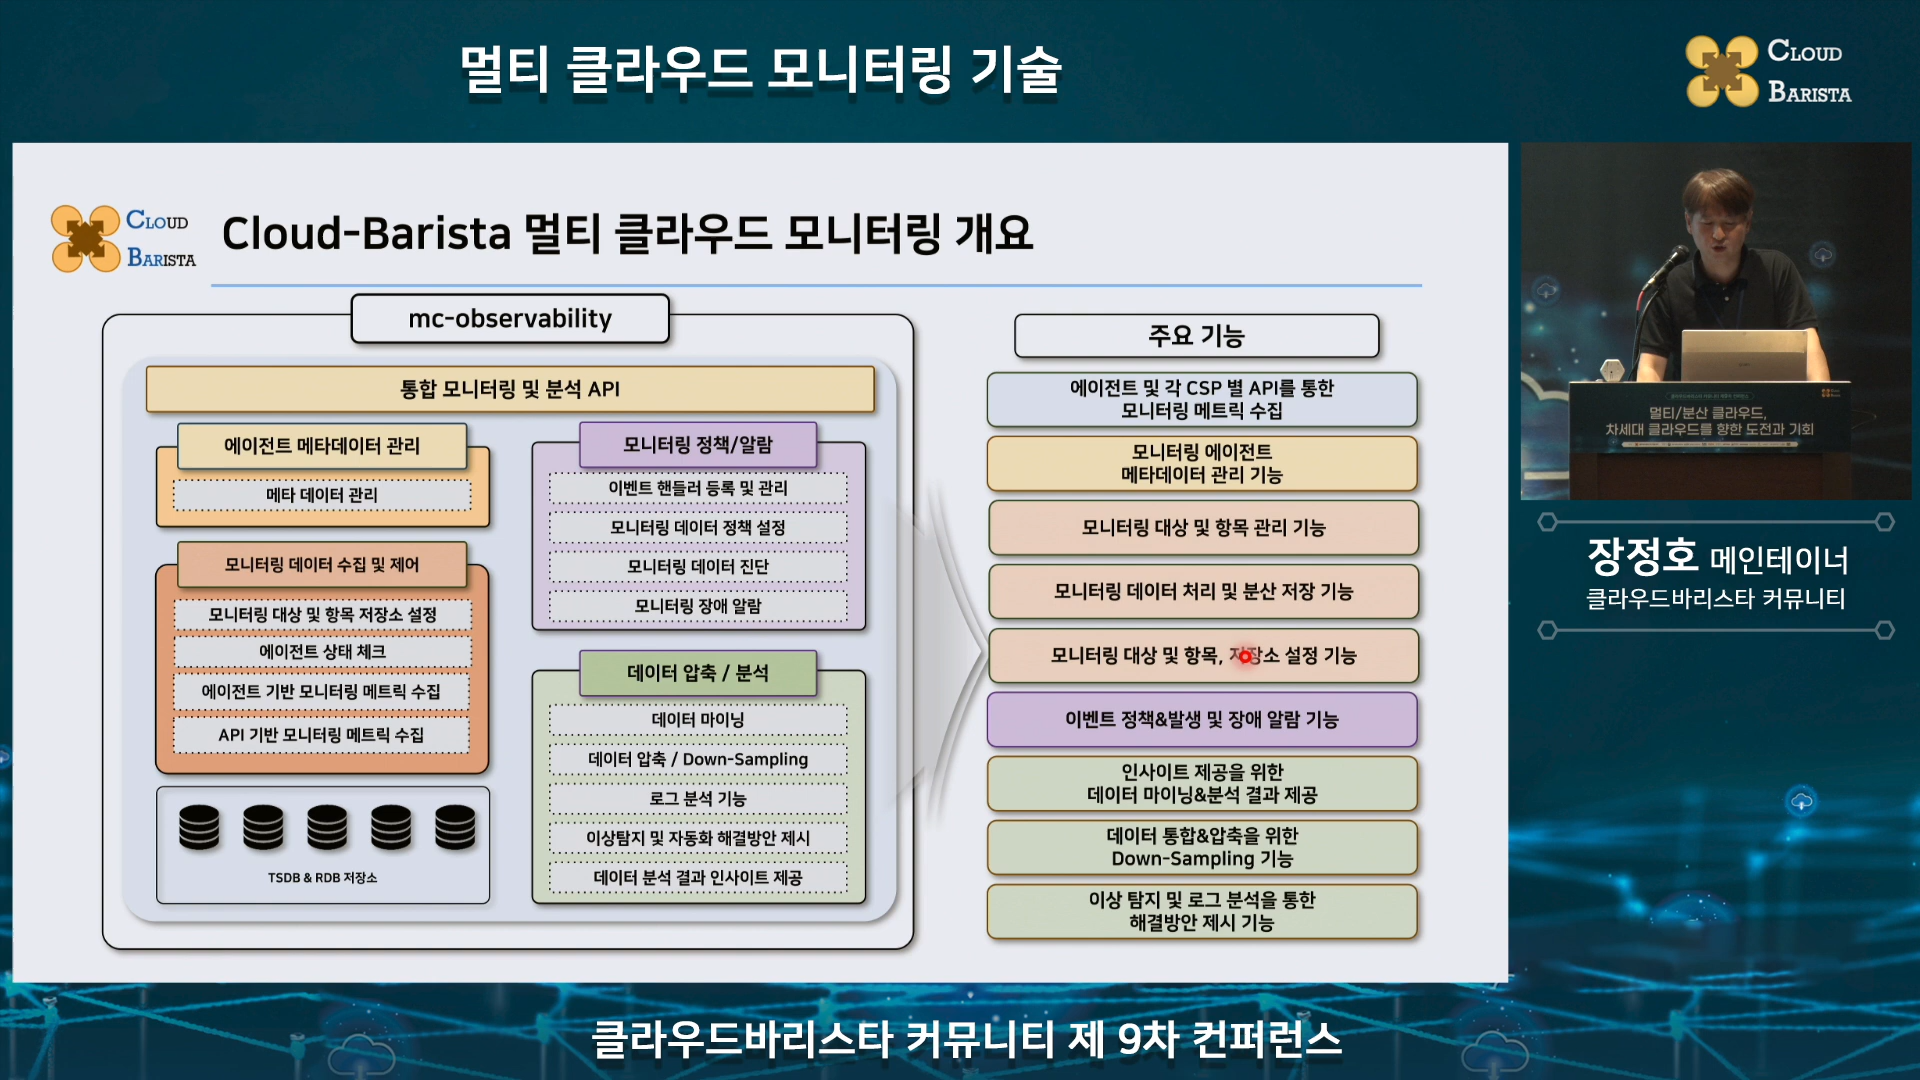 멀티 클라우드 모니터링 기술
CLOUD
BARISTA
CLOUD
BARISTA
Cloud-Barista 멀티 클라우드 모니터링 개요
mc-observability
통합 모니터링 및 분석 API
에이전트 메타데이터 관리
메타 데이터 관리
모니터링 데이터 수집 및 제어
모니터링 대상 및 항목 저장소 설정
에이전트 상태 체크
에이전트 기반 모니터링 메트릭 수집
API 기반 모니터링 메트릭 수집
TSDB & RDB 저장소
모니터링 정책/알람
이벤트 핸들러 등록 및 관리
모니터링 데이터 정책 설정
모니터링 데이터 진단
모니터링 장애 알람
데이터 압축 / 분석
데이터 마이닝
데이터 압축 / Down-Sampling
로그 분석 기능
이상탐지 및 자동화 해결방안 제시
데이터 분석 결과 인사이트 제공
주요 기능
에이전트 및 각 CSP 별 API를 통한
모니터링 메트릭 수집
모니터링 에이전트
메타데이터 관리 기능
모니터링 대상 및 항목 관리 기능
모니터링 데이터 처리 및 분산 저장 기능
모니터링 대상 및 항목, 저장소 설정 기능
이벤트 정책&발생 및 장애 알람 기능
인사이트 제공을 위한
데이터 마이닝&분석 결과 제공
데이터 통합&압축을 위한
Down-Sampling 기능
이상 탐지 및 로그 분석을 통한
해결방안 제시 기능
멀티/분산 클라우드,
차세대 클라우드를 향한 도전과 기회
장정호 메인테이너
클라우드바리스타 커뮤니티
클라우드바리스타 커뮤니티 제 9차 컨퍼런스